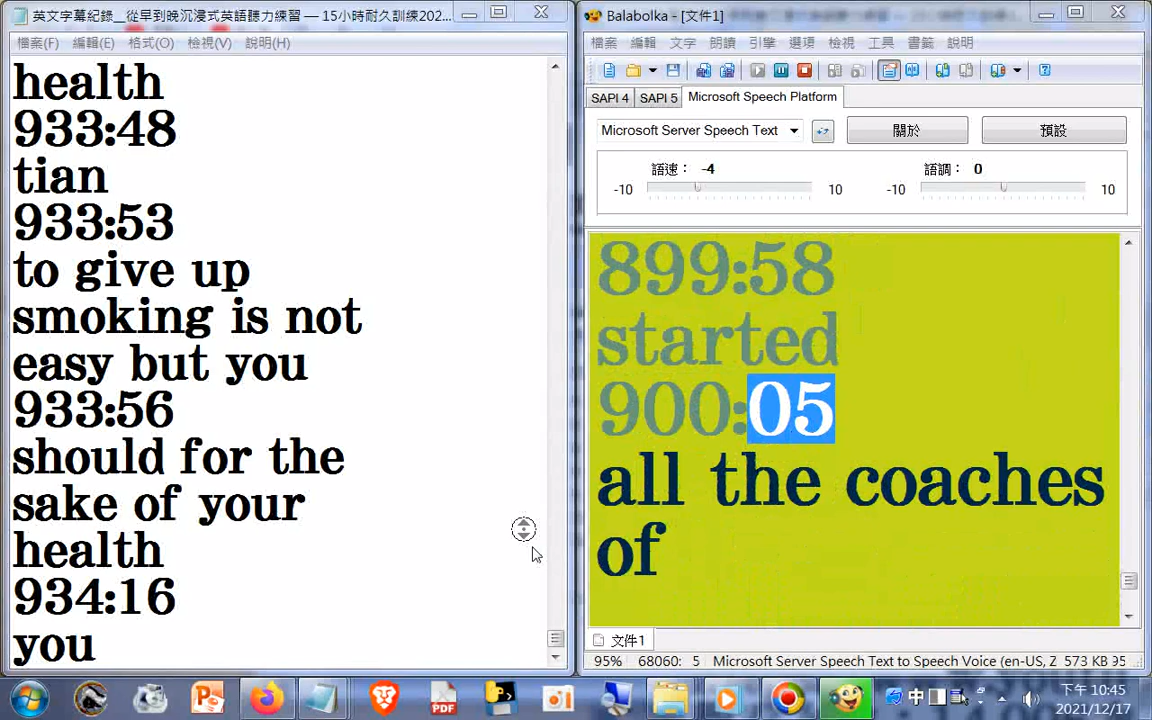 英文字幕紀錄__從早到晚沉浸式英語聽力練習 — 15小時耐久訓練202...
檔案(F) 編輯(E) 格式(O) 檢視(V) 說明(H)
health
933:48
tian
933:53
to give up
smoking is not
easy but you
933:56
should for the
sake of your
health
934:16
you
Balabolka - [文件1]
檔案 編輯 文字 朗讀 引擎 選項 檢視 工具 書籤 說明
SAPI 4 SAPI 5 Microsoft Speech Platform
Microsoft Server Speech Text 關於 預設
語速： -4 語調： 0
-10 10 -10 10
899:58
started
900:05
all the coaches
of
文件1
95% 68060: 5 Microsoft Server Speech Text to Speech Voice (en-US, Z 573 KB 95
PDF
中
下午 10:45
2021/12/17